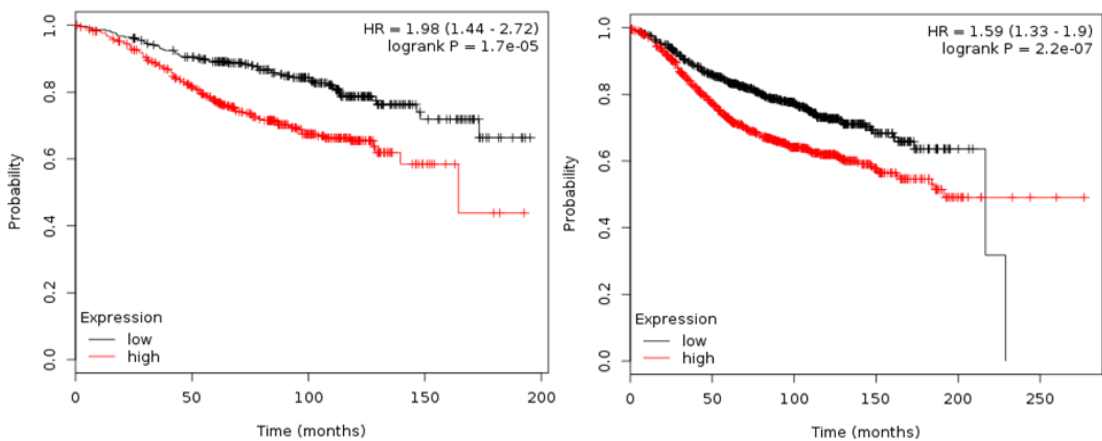 HR = 1.98 (1.44 - 2.72)
logrank P = 1.7e-05
Probability
1.0
0.8
0.6
0.4
0.2
0.0
Expression
low
high
0 50 100 150 200
Time (months)
HR = 1.59 (1.33 - 1.9)
logrank P = 2.2e-07
Probability
1.0
0.8
0.6
0.4
0.2
0.0
Expression
low
high
0 50 100 150 200 250
Time (months)